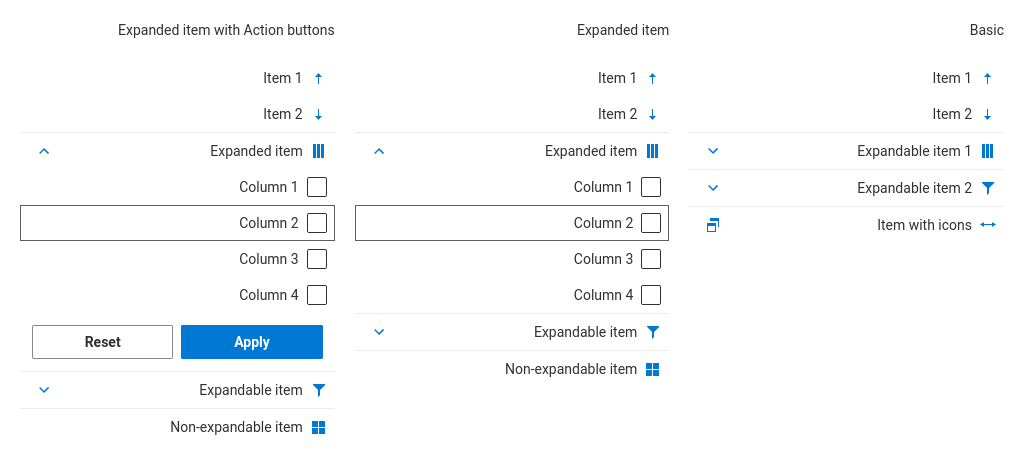 Expanded item with Action buttons
Item 1
Item 2
Expanded item
Column 1
Column 2
Column 3
Column 4
Reset
Apply
Expandable item
Non-expandable item
Expanded item
Item 1
Item 2
Expanded item
Column 1
Column 2
Column 3
Column 4
Expandable item
Non-expandable item
Basic
Item 1
Item 2
Expandable item 1
Expandable item 2
Item with icons